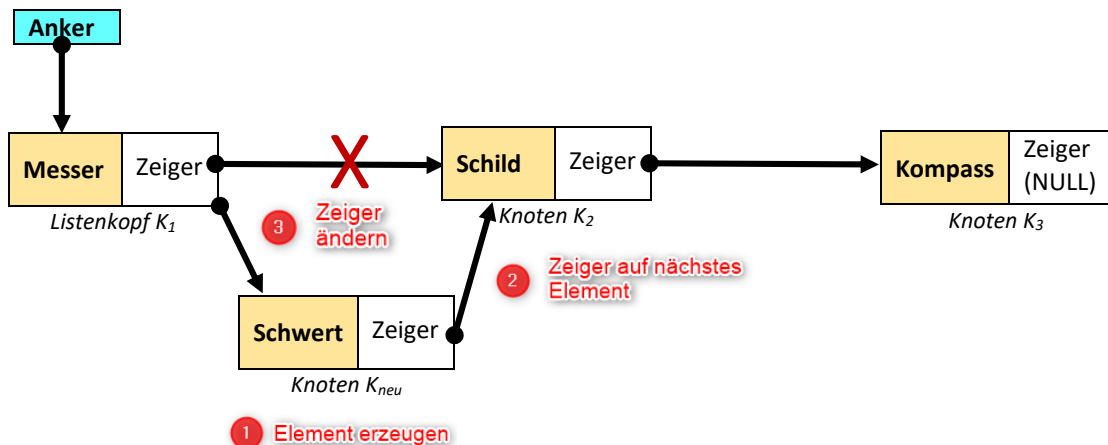 Anker
Messer
Zeiger
Schild
Zeiger
Kompass
Zeiger
(NULL)
Listenkopf K1
3
Zeiger
ändern
Knoten K2
Knoten K3
2
Zeiger auf nächstes
Element
Schwert
Zeiger
Knoten Kneu
1
Element erzeugen